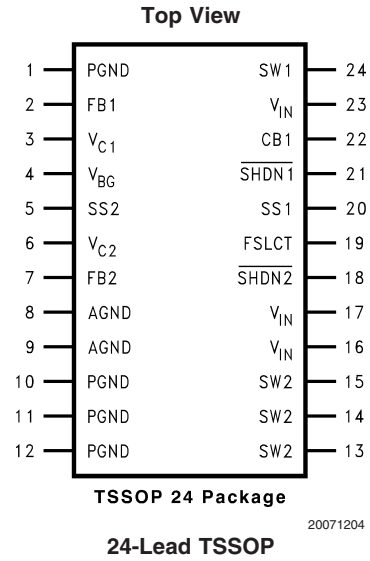 Top View
1 PGND SW1 24
2 FB1 VIN 23
3 VC1 CB1 22
4 VBG SHDN1 21
5 SS2 SS1 20
6 VC2 FSLCT 19
7 FB2 SHDN2 18
8 AGND VIN 17
9 AGND VIN 16
10 PGND SW2 15
11 PGND SW2 14
12 PGND SW2 13
TSSOP 24 Package
20071204
24-Lead TSSOP